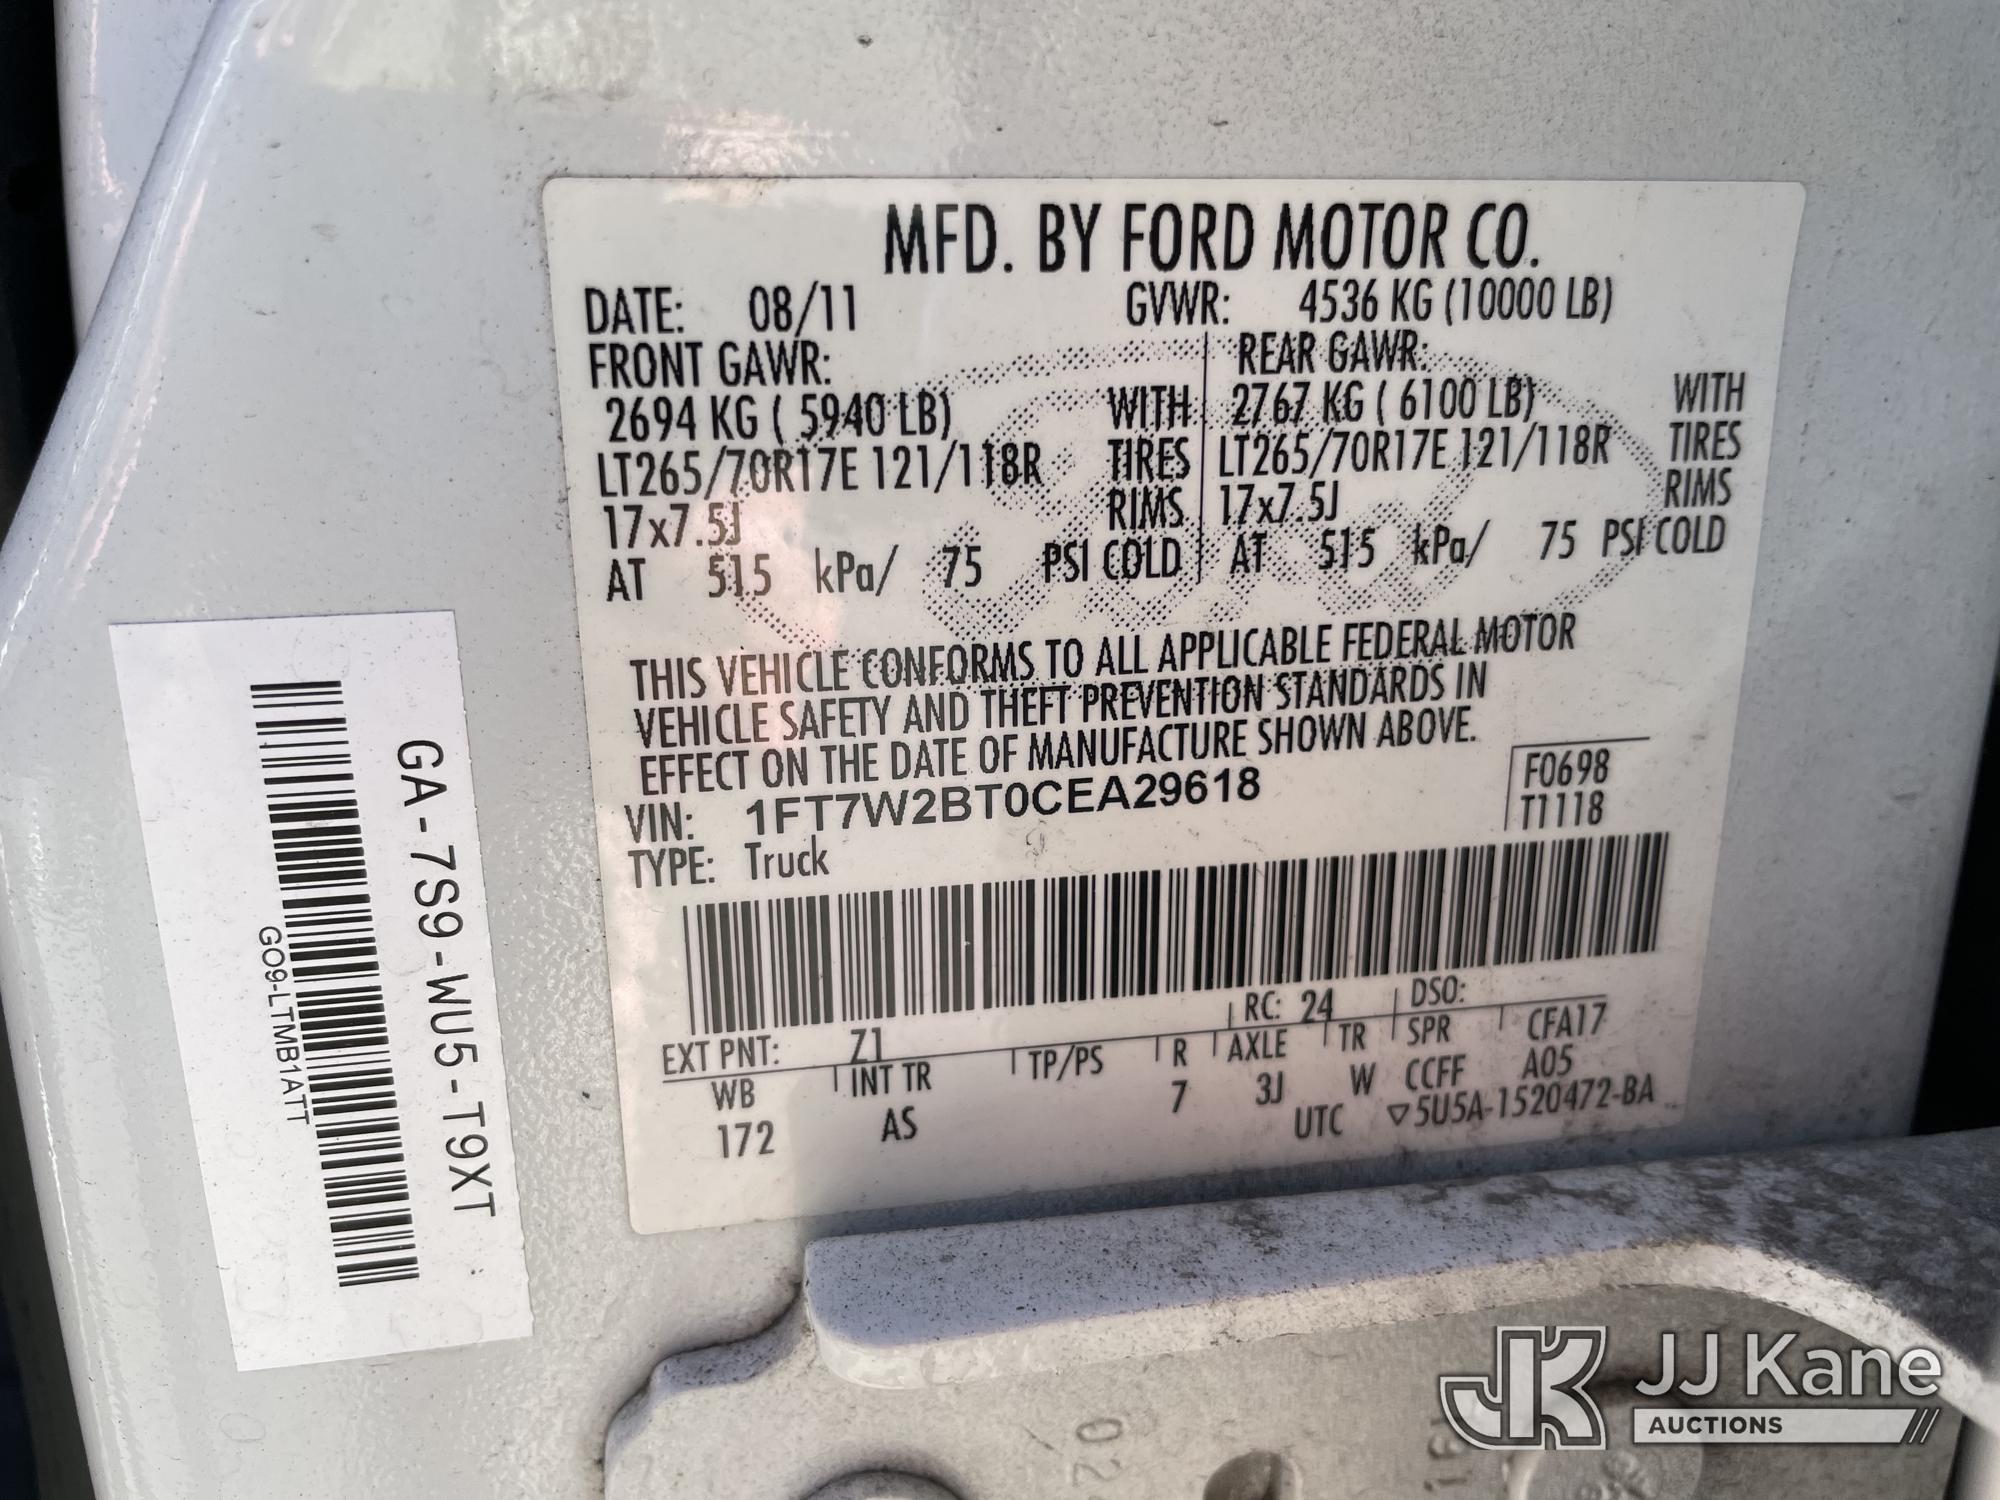 MFD. BY FORD MOTOR CO.
DATE: 08/11 GVWR: 4536 KG (10000 LB)
FRONT GAWR: REAR GAWR:
2694 KG ( 5940 LB) WITH 2767 KG ( 6100 LB) WITH
LT265/70R17E 121/118R TIRES LT265/70R17E 121/118R TIRES
17x7.5J RIMS 17x7.5J RIMS
AT 515 kPa/ 75 PSI COLD AT 515 kPa/ 75 PSI COLD
THIS VEHICLE CONFORMS TO ALL APPLICABLE FEDERAL MOTOR
VEHICLE SAFETY AND THEFT PREVENTION STANDARDS IN
EFFECT ON THE DATE OF MANUFACTURE SHOWN ABOVE.
VIN: 1FT7W2BT0CEA29618 F0698
TYPE: Truck T1118
EXT PNT: Z1 RC: 24 DSO:
WB INT TR TP/PS R AXLE TR SPR CFA17
172 AS 7 3J W CCFF A05
UTC ▽5U5A-1520472-BA
GA-7S9-WU5-T9XT
GO9-LTMB1ATT
JJ Kane
AUCTIONS